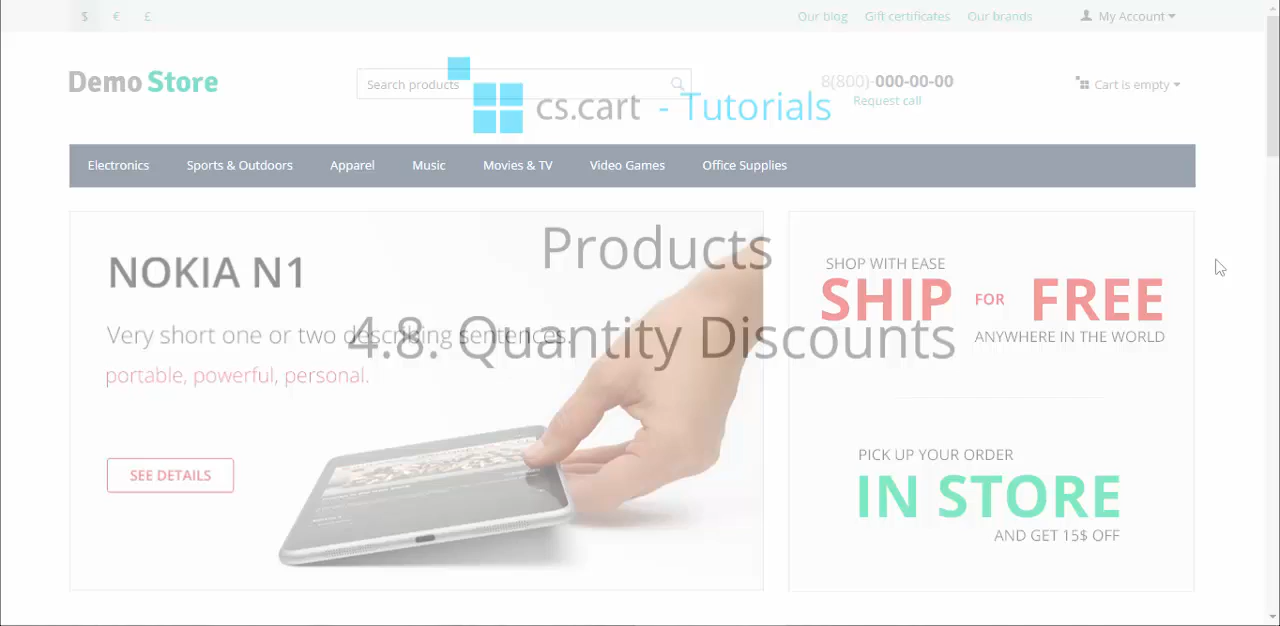 $ € £ Our blog Gift certificates Our brands My Account
Demo Store Search products 8(800)-000-00-00 Cart is empty
Request call
cs.cart - Tutorials
Electronics Sports & Outdoors Apparel Music Movies & TV Video Games Office Supplies
Products
4.8. Quantity Discounts
NOKIA N1
Very short one or two describing sentences.
portable, powerful, personal.
SEE DETAILS
SHOP WITH EASE
SHIP FOR FREE
ANYWHERE IN THE WORLD
PICK UP YOUR ORDER
IN STORE
AND GET 15$ OFF